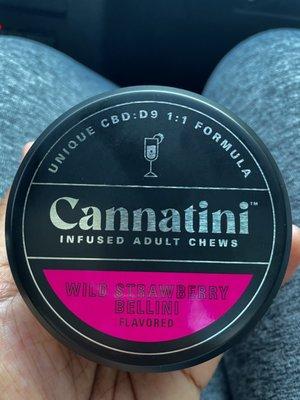 UNIQUE CBD:D9 1:1 FORMULA
Cannatini™
INFUSED ADULT CHEWS
WILD STRAWBERRY
BELLINI
FLAVORED